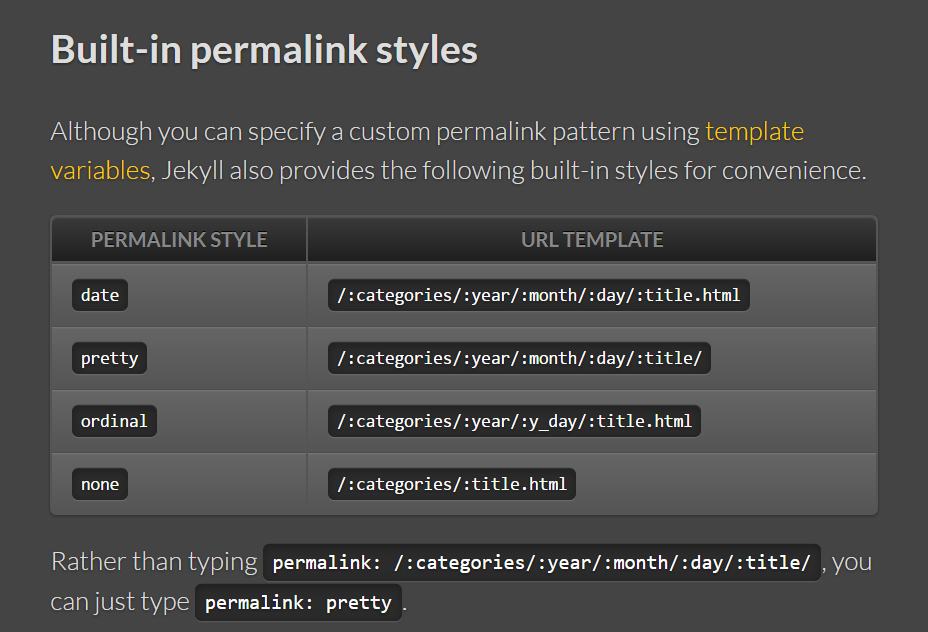 Built-in permalink styles
Although you can specify a custom permalink pattern using template
variables, Jekyll also provides the following built-in styles for convenience.
PERMALINK STYLE URL TEMPLATE
date /:categories/:year/:month/:day/:title.html
pretty /:categories/:year/:month/:day/:title/
ordinal /:categories/:year/:y_day/:title.html
none /:categories/:title.html
Rather than typing permalink: /:categories/:year/:month/:day/:title/, you
can just type permalink: pretty.